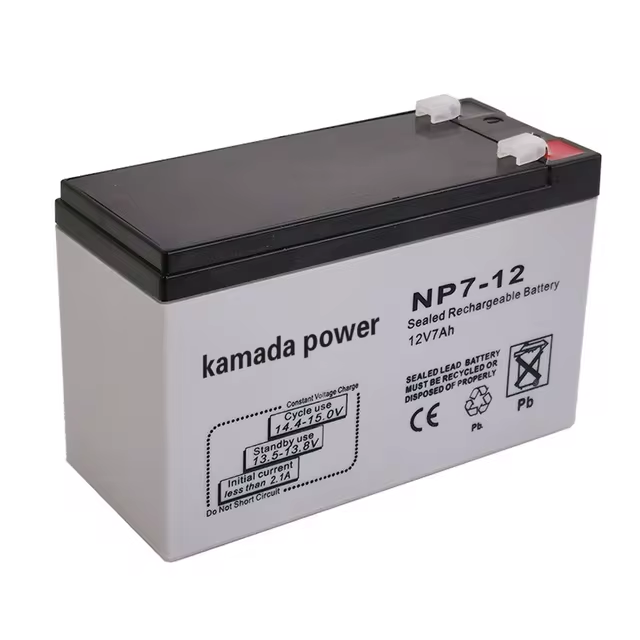 NP7-12
Sealed Rechargeable Battery
12V7Ah
kamada power
SEALED LEAD BATTERY
MUST BE RECYCLED OR
DISPOSED OF PROPERLY
CE
Pb.
Pb
Constant Voltage Charge
Cycle use
14.4-15.0V
Standby use
13.5-13.8V
Initial current
less than 2.1A
Do Not Short Circuit